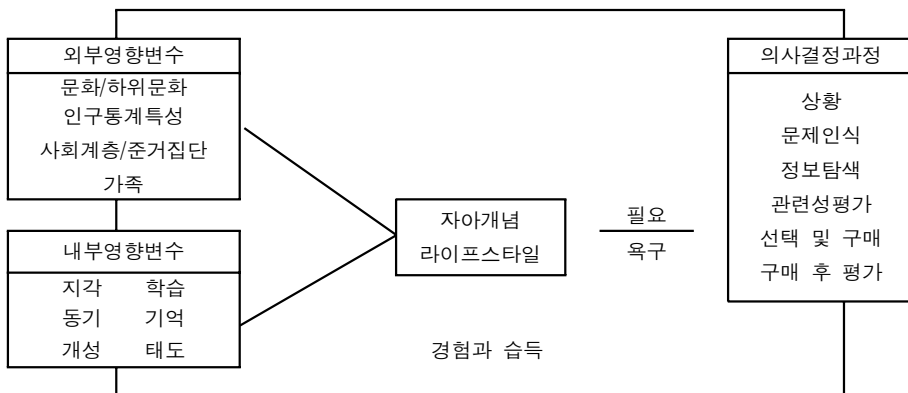 외부영향변수
문화/하위문화
인구통계특성
사회계층/준거집단
가족
내부영향변수
지각 학습
동기 기억
개성 태도
자아개념
라이프스타일
필요
욕구
경험과 습득
의사결정과정
상황
문제인식
정보탐색
관련성평가
선택 및 구매
구매 후 평가